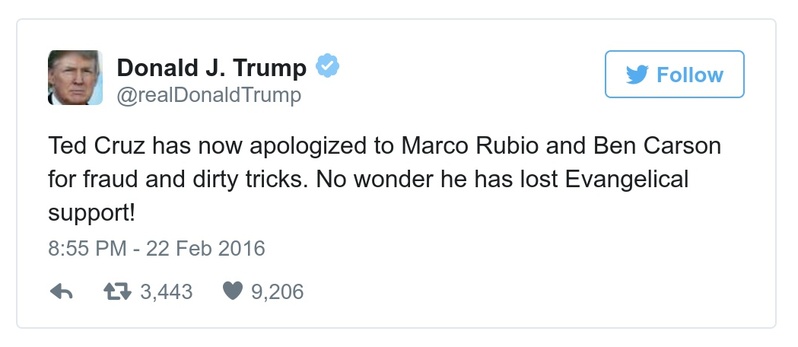 Donald J. Trump
@realDonaldTrump
Follow
Ted Cruz has now apologized to Marco Rubio and Ben Carson
for fraud and dirty tricks. No wonder he has lost Evangelical
support!
8:55 PM - 22 Feb 2016
3,443 9,206